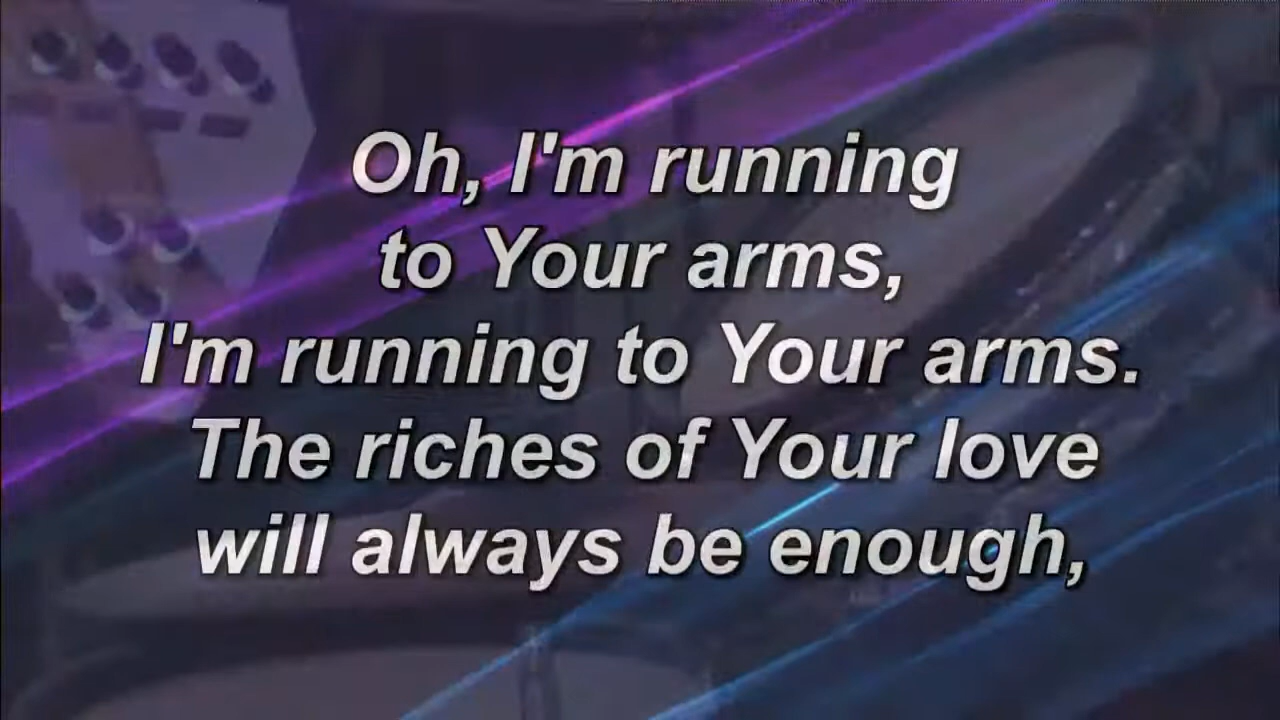 Oh, I'm running
to Your arms,
I'm running to Your arms.
The riches of Your love
will always be enough,